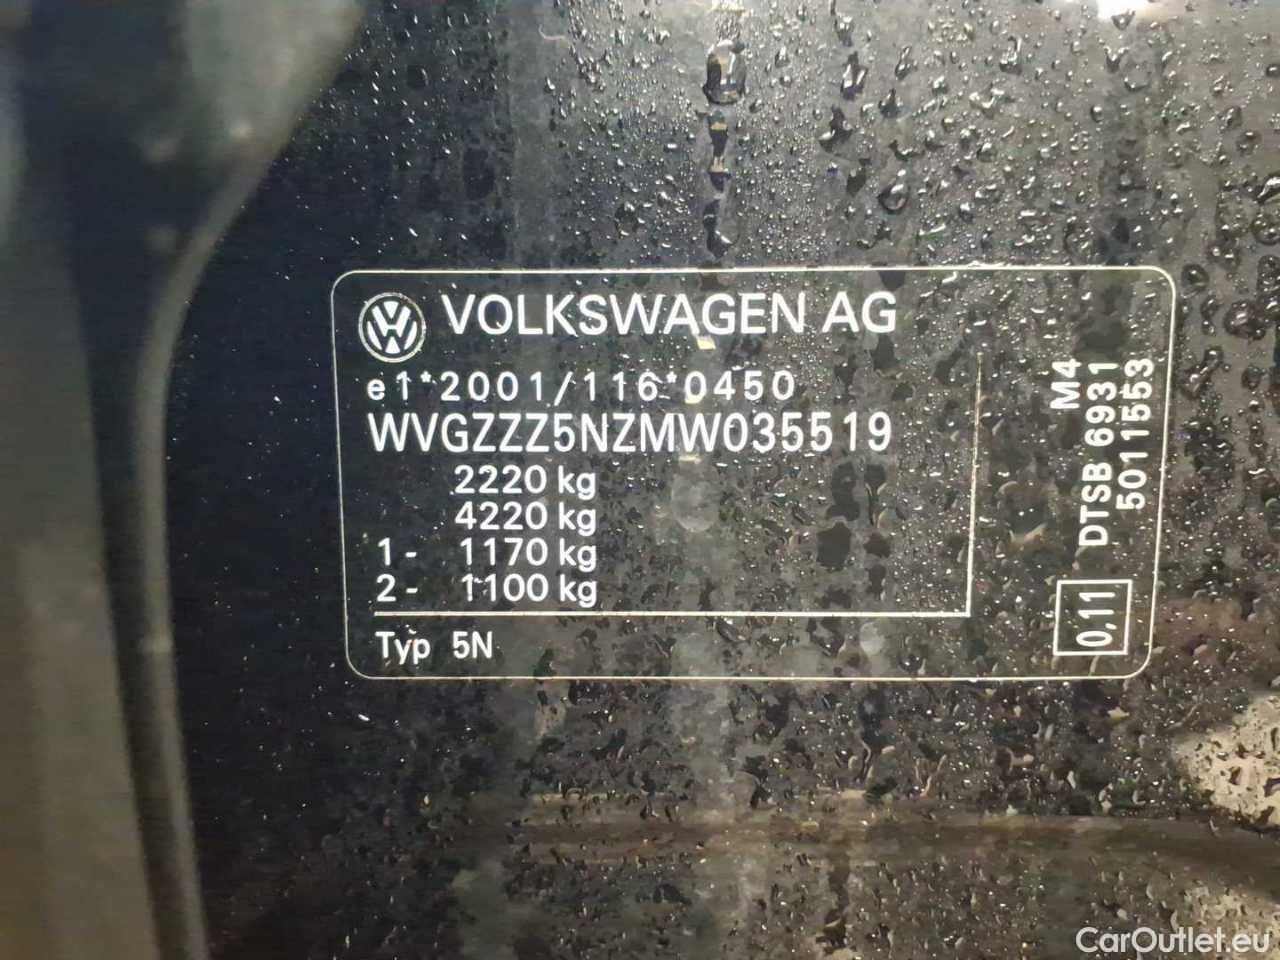 VOLKSWAGEN AG
e1*2001/116*0450
WVGZZZ5NZMW035519
2220 kg
4220 kg
1- 1170 kg
2- 1100 kg
Typ 5N
M4
DTSB 6931
5011553
0,11
CarOutlet.eu